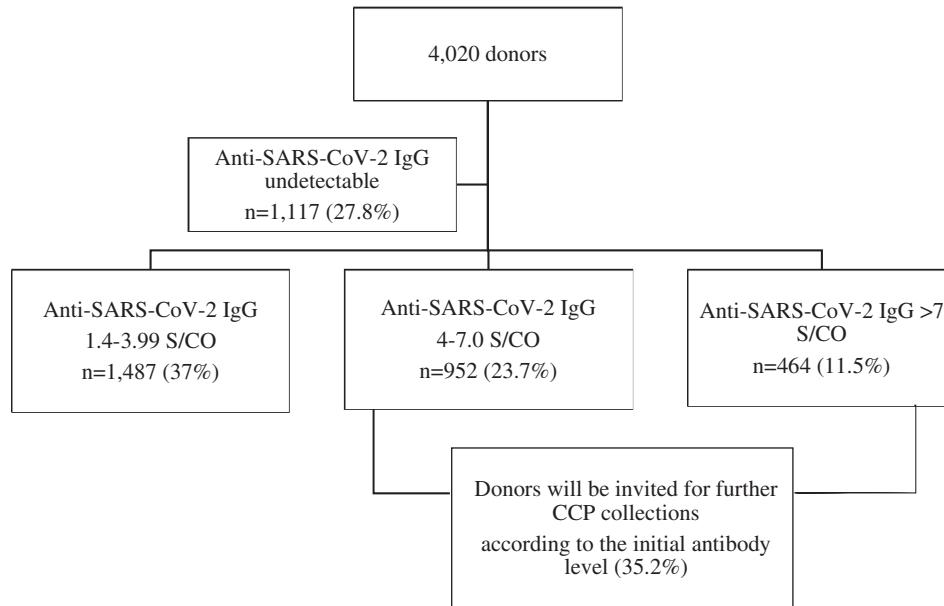 4,020 donors
Anti-SARS-CoV-2 IgG
undetectable
n=1,117 (27.8%)
Anti-SARS-CoV-2 IgG
1.4-3.99 S/CO
n=1,487 (37%)
Anti-SARS-CoV-2 IgG
4-7.0 S/CO
n=952 (23.7%)
Anti-SARS-CoV-2 IgG >7
S/CO
n=464 (11.5%)
Donors will be invited for further
CCP collections
according to the initial antibody
level (35.2%)